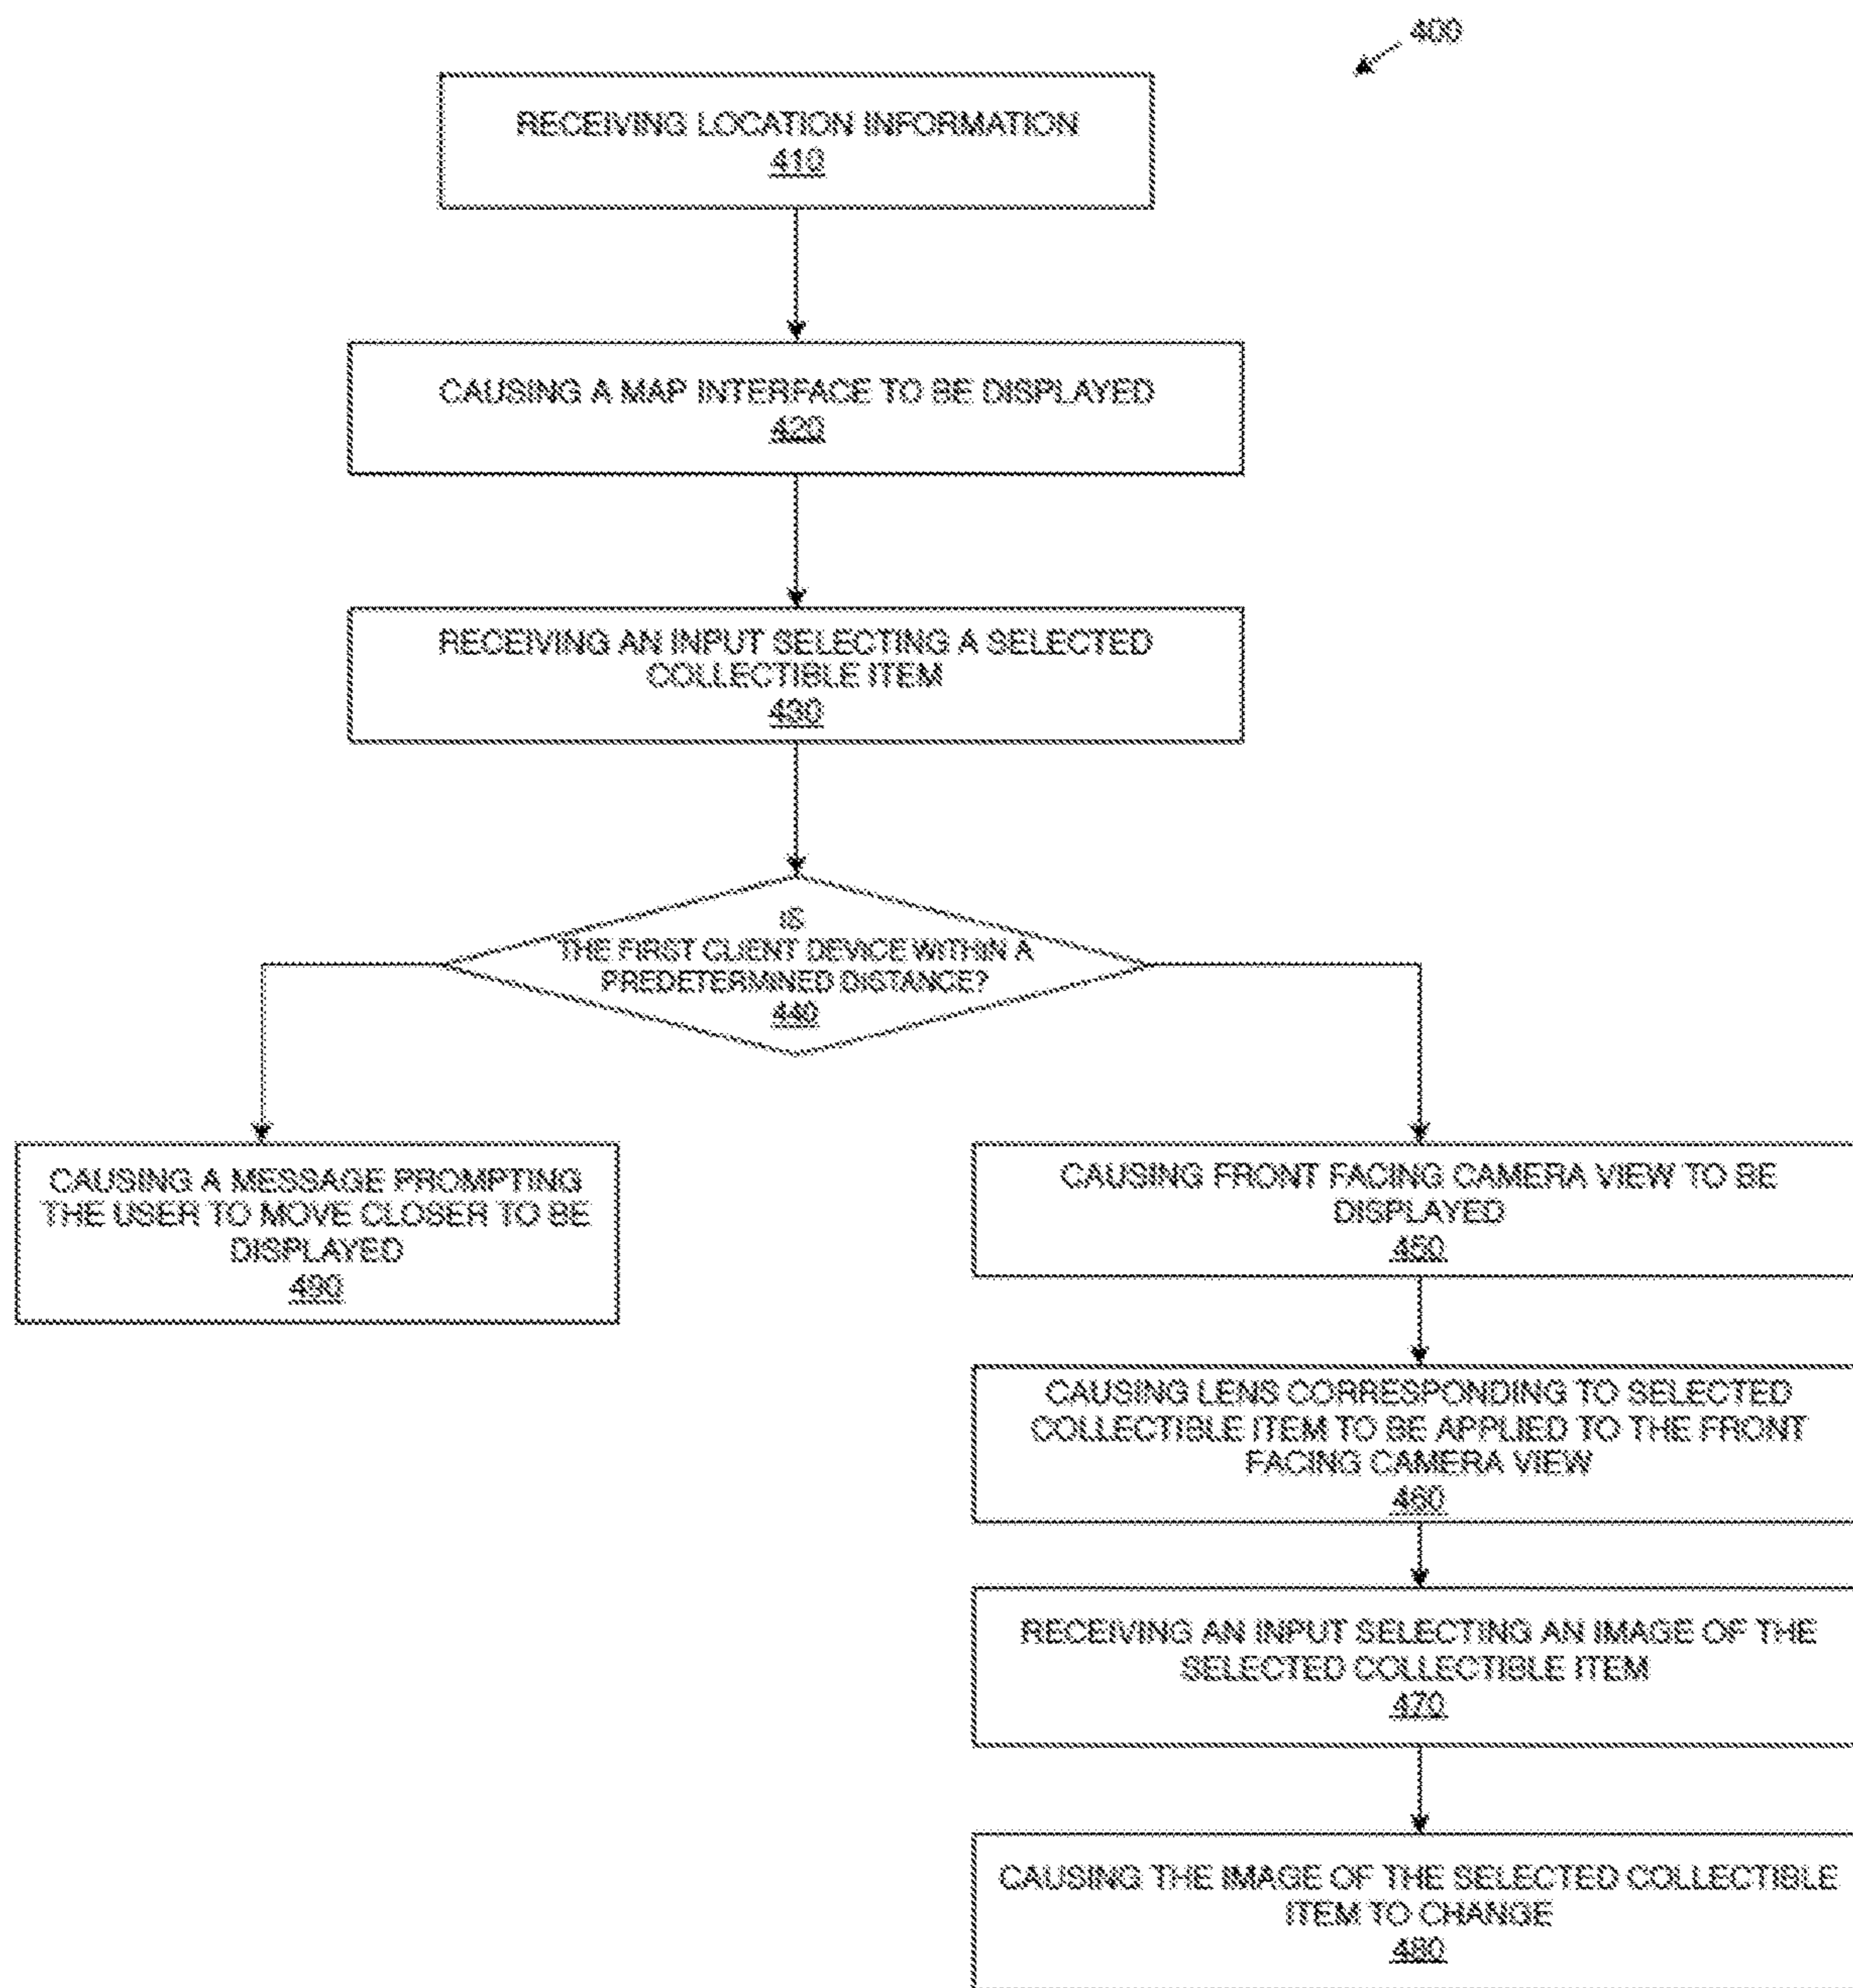 400
RECEIVING LOCATION INFORMATION
410
CAUSING A MAP INTERFACE TO BE DISPLAYED
420
RECEIVING AN INPUT SELECTING A SELECTED
COLLECTIBLE ITEM
430
IS
THE FIRST CLIENT DEVICE WITHIN A
PREDETERMINED DISTANCE?
440
CAUSING A MESSAGE PROMPTING
THE USER TO MOVE CLOSER TO BE
DISPLAYED
490
CAUSING FRONT FACING CAMERA VIEW TO BE
DISPLAYED
450
CAUSING LENS CORRESPONDING TO SELECTED
COLLECTIBLE ITEM TO BE APPLIED TO THE FRONT
FACING CAMERA VIEW
460
RECEIVING AN INPUT SELECTING AN IMAGE OF THE
SELECTED COLLECTIBLE ITEM
470
CAUSING THE IMAGE OF THE SELECTED COLLECTIBLE
ITEM TO CHANGE
480